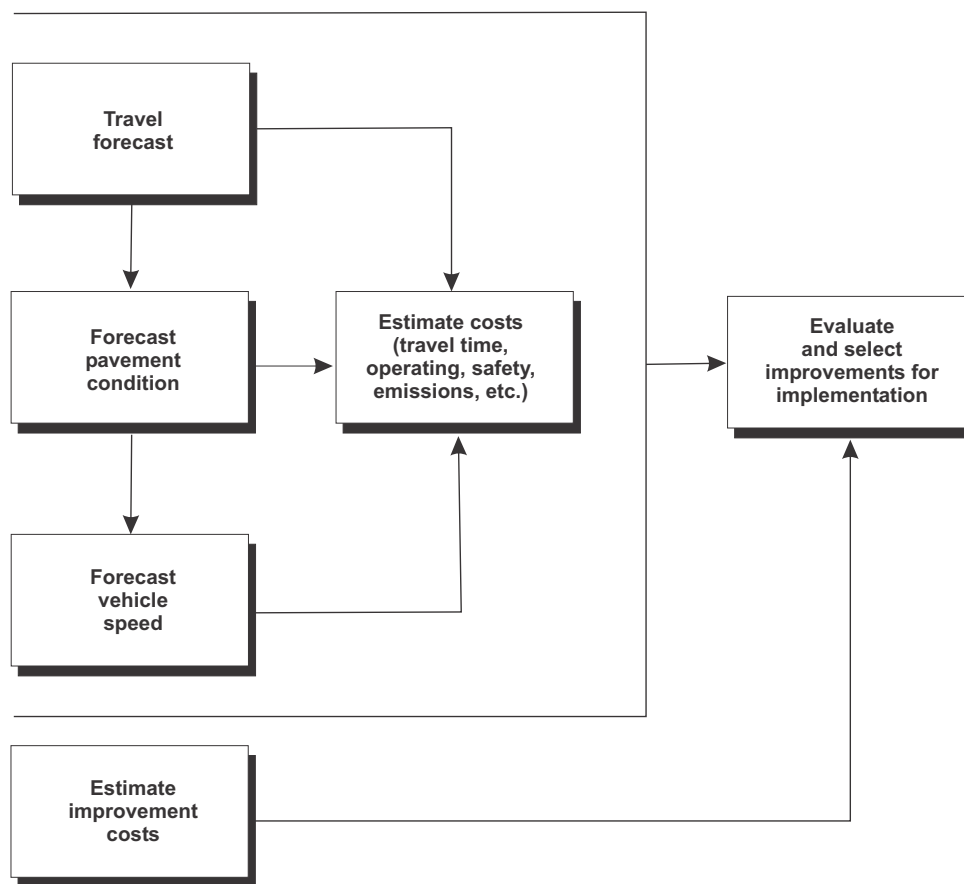 Travel
forecast
Forecast
pavement
condition
Estimate costs
(travel time,
operating, safety,
emissions, etc.)
Evaluate
and select
improvements for
implementation
Forecast
vehicle
speed
Estimate
improvement
costs